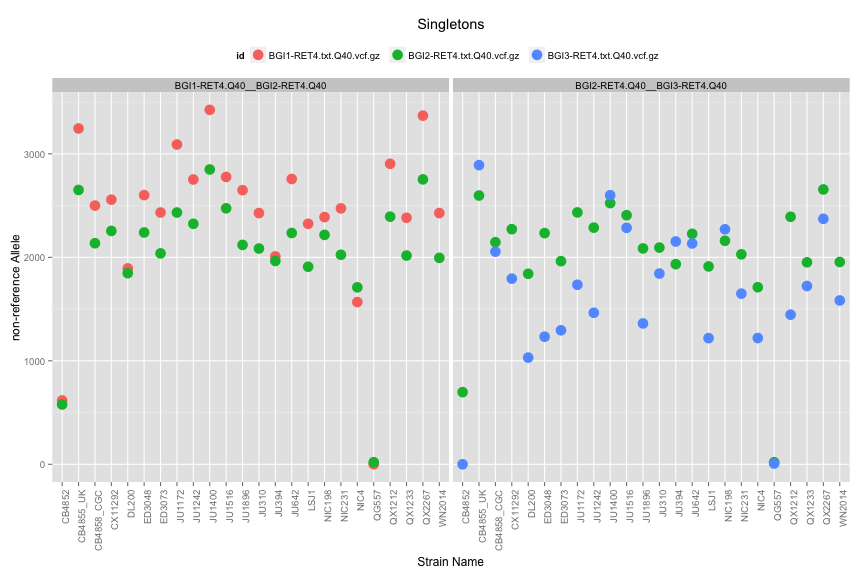 Singletons
id BGI1-RET4.txt.Q40.vcf.gz BGI2-RET4.txt.Q40.vcf.gz BGI3-RET4.txt.Q40.vcf.gz
BGI1-RET4.Q40__BGI2-RET4.Q40 BGI2-RET4.Q40__BGI3-RET4.Q40
non-reference Allele
3000
2000
1000
0
CB4852
CB4855_UK
CB4858_CGC
CX11292
DL200
ED3048
ED3073
JU1172
JU1242
JU1400
JU1516
JU1896
JU310
JU394
JU642
LSJ1
NIC198
NIC231
NIC4
QG557
QX1212
QX1233
QX2267
WN2014
CB4852
CB4855_UK
CB4858_CGC
CX11292
DL200
ED3048
ED3073
JU1172
JU1242
JU1400
JU1516
JU1896
JU310
JU394
JU642
LSJ1
NIC198
NIC231
NIC4
QG557
QX1212
QX1233
QX2267
WN2014
Strain Name